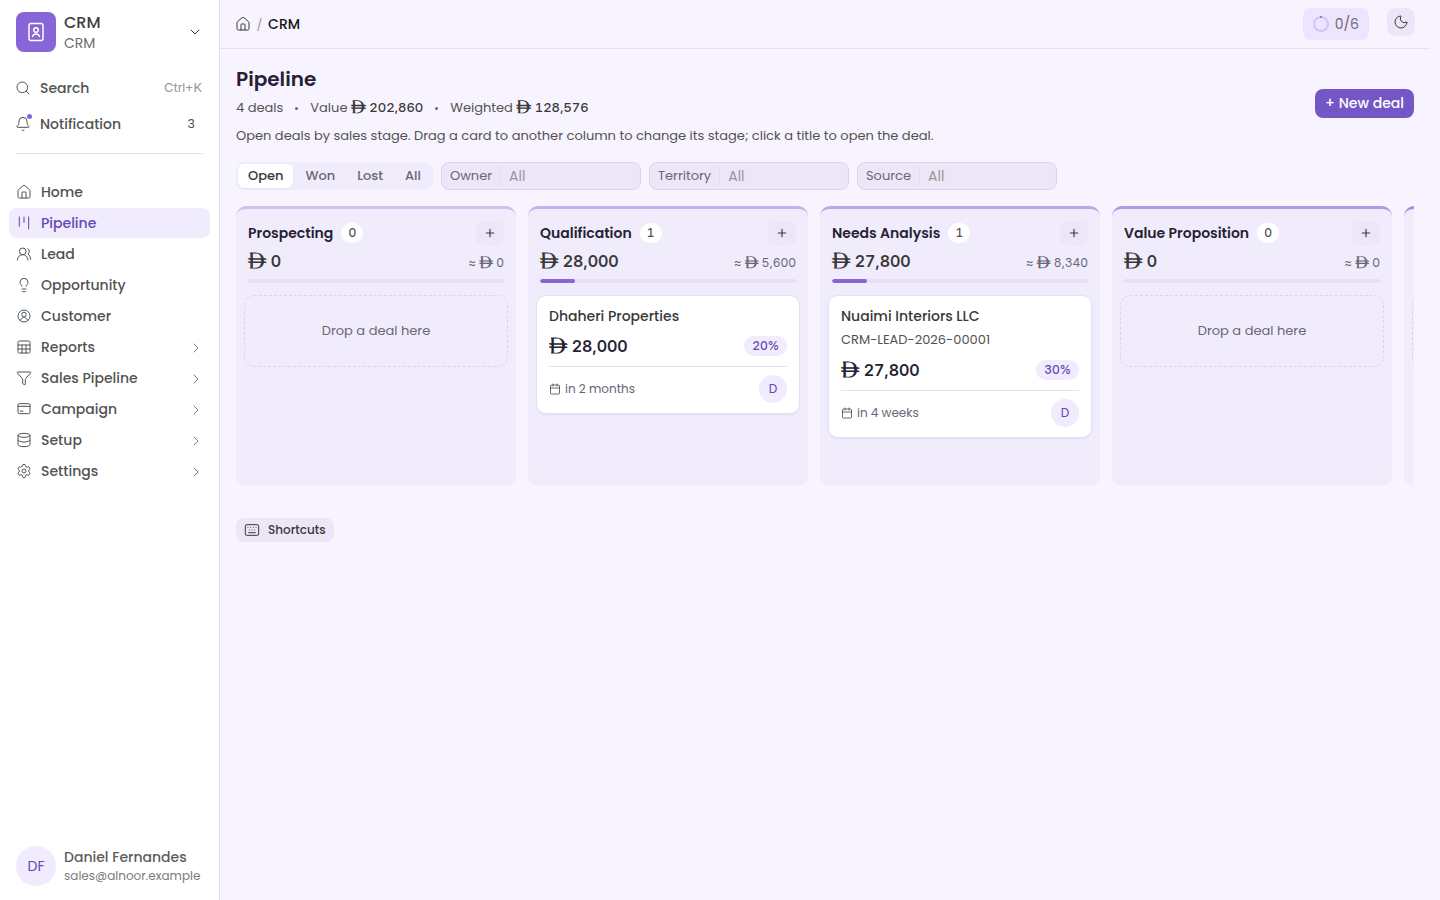 CRM
CRM
Search Ctrl+K
Notification 3
Home
Pipeline
Lead
Opportunity
Customer
Reports
Sales Pipeline
Campaign
Setup
Settings
DF
Daniel Fernandes
sales@alnoor.example
/ CRM
0/6
Pipeline
4 deals • Value 202,860 • Weighted 128,576
+ New deal
Open deals by sales stage. Drag a card to another column to change its stage; click a title to open the deal.
Open Won Lost All Owner All Territory All Source All
Prospecting 0 +
0 ≈ 0
Drop a deal here
Qualification 1 +
28,000 ≈ 5,600
Dhaheri Properties
28,000 20%
in 2 months D
Needs Analysis 1 +
27,800 ≈ 8,340
Nuaimi Interiors LLC
CRM-LEAD-2026-00001
27,800 30%
in 4 weeks D
Value Proposition 0 +
0 ≈ 0
Drop a deal here
Shortcuts